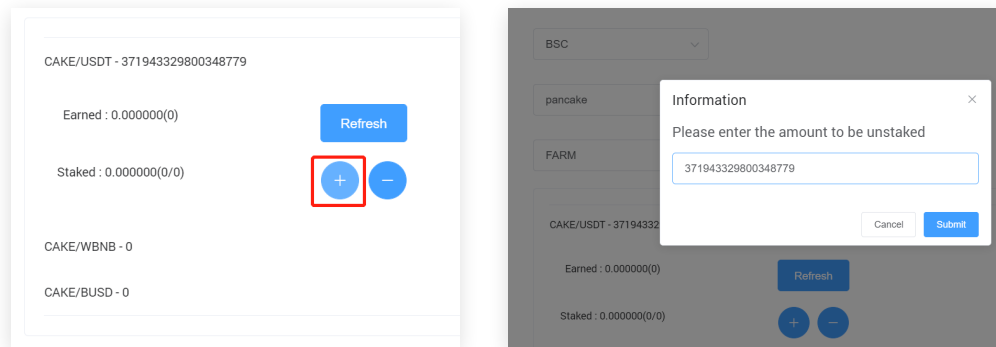 CAKE/USDT - 371943329800348779
Earned : 0.000000(0)
Refresh
Staked : 0.000000(0/0)
CAKE/WBNB - 0
CAKE/BUSD - 0
BSC
pancake
FARM
Information
Please enter the amount to be unstaked
371943329800348779
Cancel
Submit
CAKE/USDT - 37194332
Earned : 0.000000(0)
Refresh
Staked : 0.000000(0/0)